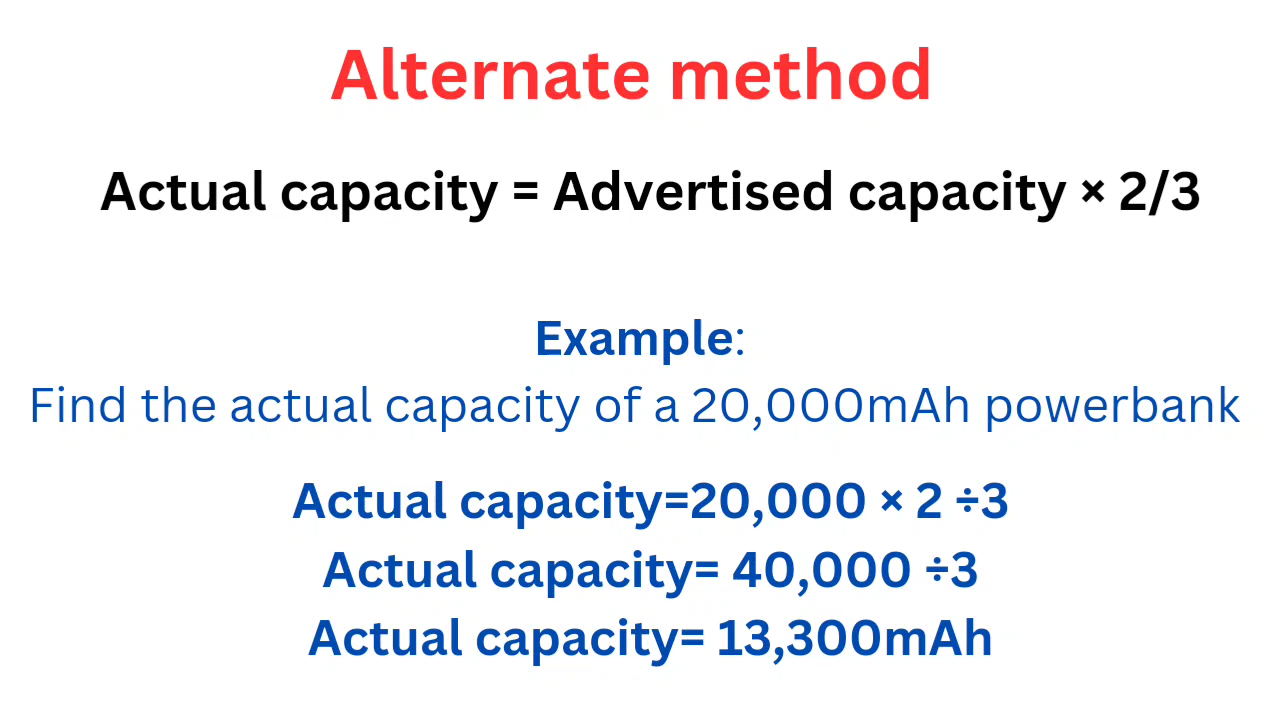 Alternate method
Actual capacity = Advertised capacity × 2/3
Example:
Find the actual capacity of a 20,000mAh powerbank
Actual capacity=20,000 × 2 ÷3
Actual capacity= 40,000 ÷3
Actual capacity= 13,300mAh